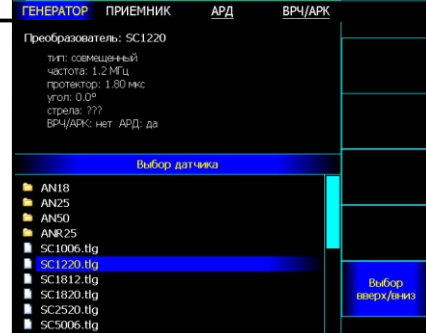 ГЕНЕРАТОР ПРИЕМНИК АРД ВРЧ/АРК
Преобразователь: SC1220
тип: совмещенный
частота: 1.2 МГц
протектор: 1.80 мкс
угол: 0.0°
стрела: ???
ВРЧ/АРК: нет АРД: да
Выбор датчика
AN18
AN25
AN50
ANR25
SC1006.tlg
SC1220.tlg
SC1812.tlg
SC1820.tlg
SC2520.tlg
SC5006.tlg
Выбор
вверх/вниз